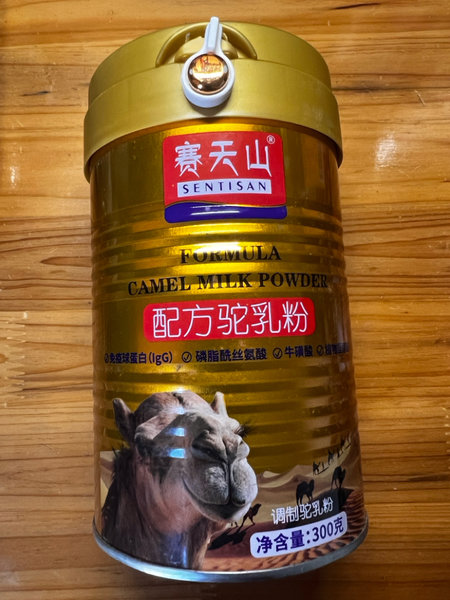 赛天山®
SENTISAN
FORMULA
CAMEL MILK POWDER
配方驼乳粉
免疫球蛋白(IgG) 磷脂酰丝氨酸 牛磺酸
调制驼乳粉
净含量:300克